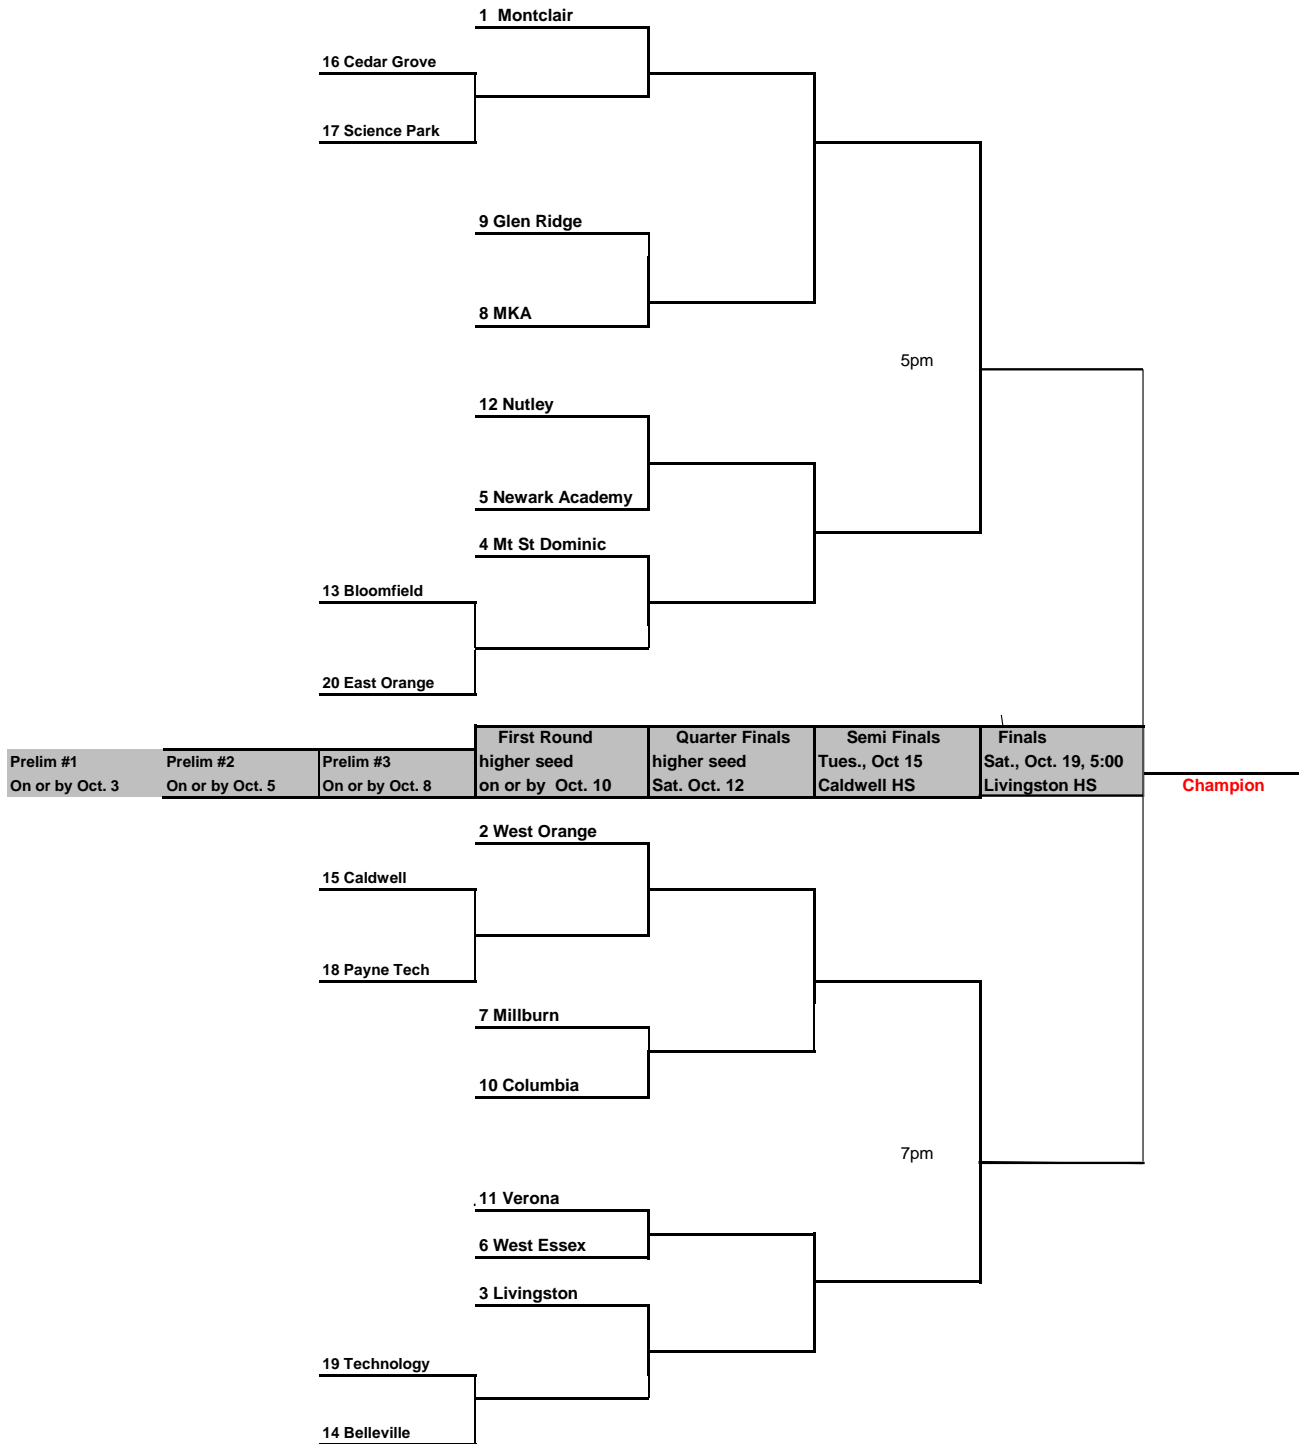 1 Montclair
16 Cedar Grove
17 Science Park
9 Glen Ridge
8 MKA
5pm
12 Nutley
5 Newark Academy
4 Mt St Dominic
13 Bloomfield
20 East Orange
First Round Quarter Finals Semi Finals Finals
Prelim #1 Prelim #2 Prelim #3 higher seed higher seed Tues., Oct 15 Sat., Oct. 19, 5:00
On or by Oct. 3 On or by Oct. 5 On or by Oct. 8 on or by Oct. 10 Sat. Oct. 12 Caldwell HS Livingston HS Champion
2 West Orange
15 Caldwell
18 Payne Tech
7 Millburn
10 Columbia
7pm
11 Verona
6 West Essex
3 Livingston
19 Technology
14 Belleville